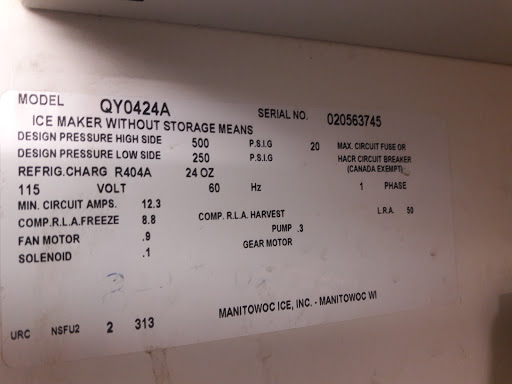 MODEL QY0424A SERIAL NO. 020563745
ICE MAKER WITHOUT STORAGE MEANS
DESIGN PRESSURE HIGH SIDE 500 P.S.I.G 20 MAX. CIRCUIT FUSE OR
DESIGN PRESSURE LOW SIDE 250 P.S.I.G HACR CIRCUIT BREAKER
REFRIG.CHARG R404A 24 OZ (CANADA EXEMPT)
115 VOLT 60 Hz 1 PHASE
MIN. CIRCUIT AMPS. 12.3
COMP.R.L.A.FREEZE 8.8 COMP. R.L.A. HARVEST L.R.A. 50
FAN MOTOR .9 PUMP .3
SOLENOID .1 GEAR MOTOR
MANITOWOC ICE, INC. - MANITOWOC WI
URC NSFU2 2 313